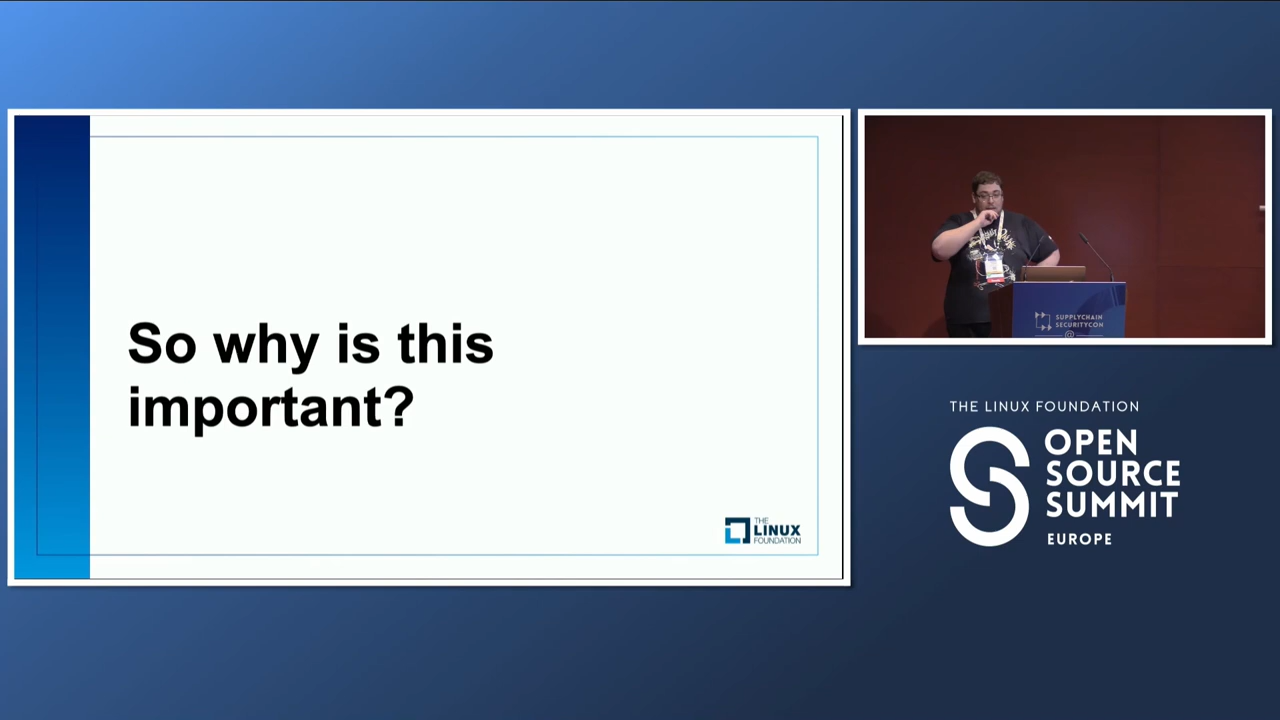 So why is this
important?
THE
LINUX
FOUNDATION
SUPPLYCHAIN
SECURITYCON
@
THE LINUX FOUNDATION
OPEN
SOURCE
SUMMIT
EUROPE